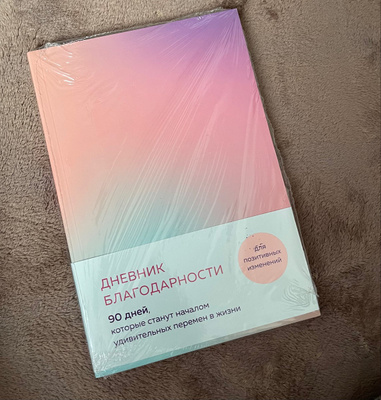 ДНЕВНИК
БЛАГОДАРНОСТИ
90 дней,
которые станут началом
удивительных перемен в жизни
Для
позитивных
изменений